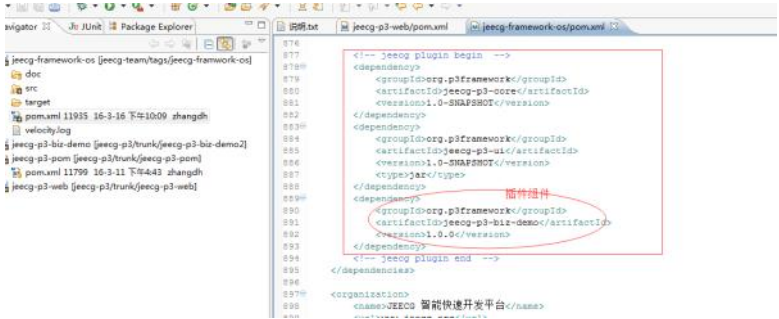 avigator
Jr JUnit
Package Explorer
jeecg-framework-os [jeecg-team/tags/jeecg-framwork-os]
doc
src
target
pom.xml 11935 16-3-16 下午10:09 zhangdh
velocity.log
jeecg-p3-biz-demo [jeecg-p3/trunk/jeecg-p3-biz-demo2]
jeecg-p3-pom [jeecg-p3/trunk/jeecg-p3-pom]
pom.xml 11799 16-3-11 下午4:43 zhangdh
jeecg-p3-web [jeecg-p3/trunk/jeecg-p3-web]
说明.txt
jeecg-p3-web/pom.xml
jeecg-framework-os/pom.xml
876
877 <!-- jeecg plugin begin -->
878 <dependency>
879 <groupId>org.p3framework</groupId>
880 <artifactId>jeecg-p3-core</artifactId>
881 <version>1.0-SNAPSHOT</version>
882 </dependency>
883 <dependency>
884 <groupId>org.p3framework</groupId>
885 <artifactId>jeecg-p3-ui</artifactId>
886 <version>1.0-SNAPSHOT</version>
887 <type>jar</type>
888 </dependency>
插件组件
889 <dependency>
890 <groupId>org.p3framework</groupId>
891 <artifactId>jeecg-p3-biz-demo</artifactId>
892 <version>1.0.0</version>
893 </dependency>
894 <!-- jeecg plugin end -->
895 </dependencies>
896
897 <organization>
898 <name>JEECG 智能快速开发平台</name>